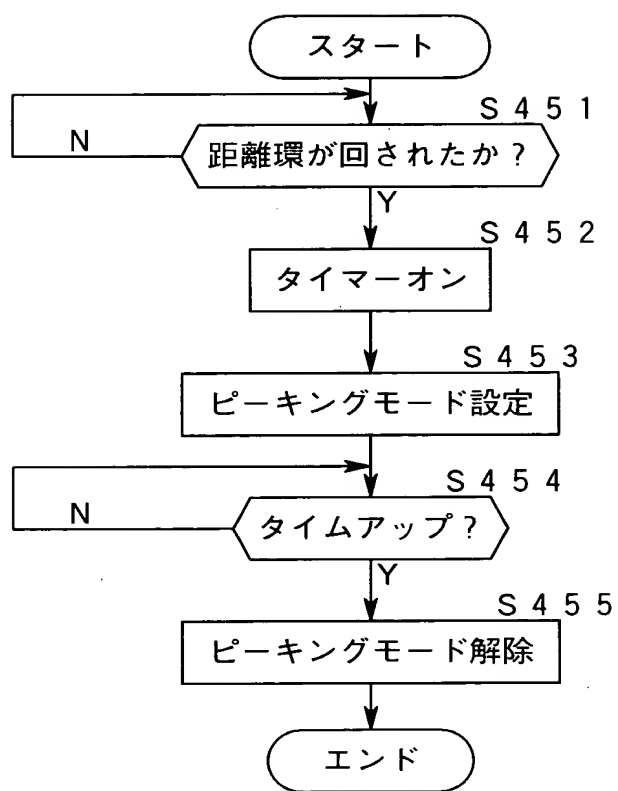 スタート
S451
N
距離環が回されたか？
Y
S452
タイマーオン
S453
ピーキングモード設定
S454
N
タイムアップ？
Y
S455
ピーキングモード解除
エンド